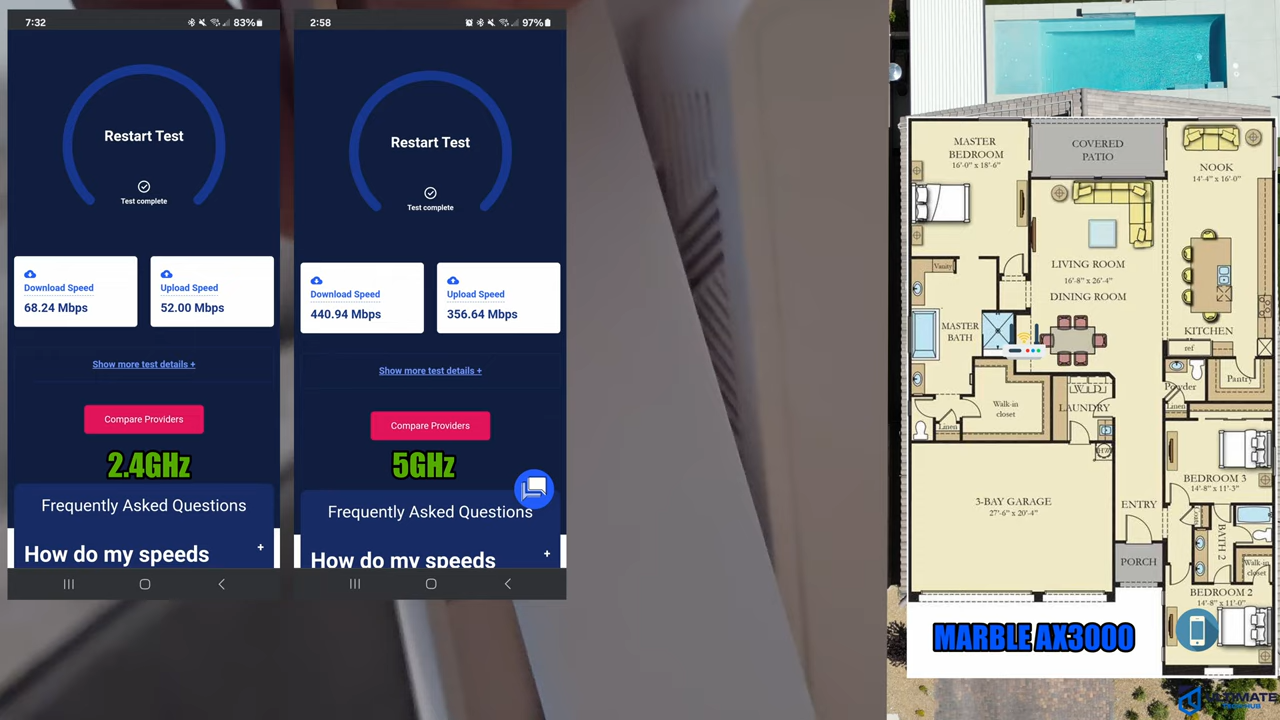 7:32
83%
Restart Test
Test complete
Download Speed
68.24 Mbps
Upload Speed
52.00 Mbps
Show more test details +
Compare Providers
2.4GHz
Frequently Asked Questions
How do my speeds
+
2:58
97%
Restart Test
Test complete
Download Speed
440.94 Mbps
Upload Speed
356.64 Mbps
Show more test details +
Compare Providers
5GHz
Frequently Asked Questions
How do my speeds
+
MASTER
BEDROOM
16'-0" x 18'-6"
COVERED
PATIO
NOOK
14'-4" x 16'-0"
LIVING ROOM
16'-8" x 26'-4"
DINING ROOM
Vanity
MASTER
BATH
KITCHEN
ref
Powder
Pantry
Linen
Walk-in
closet
Linen
W D
LAUNDRY
3-BAY GARAGE
27'-6" x 20'-4"
ENTRY
BEDROOM 3
14'-8" x 11'-3"
BATH 2
Walk-in
closet
PORCH
BEDROOM 2
14'-8" x 11'-0"
MARBLE AX3000
ULTIMATE
TECH HUB